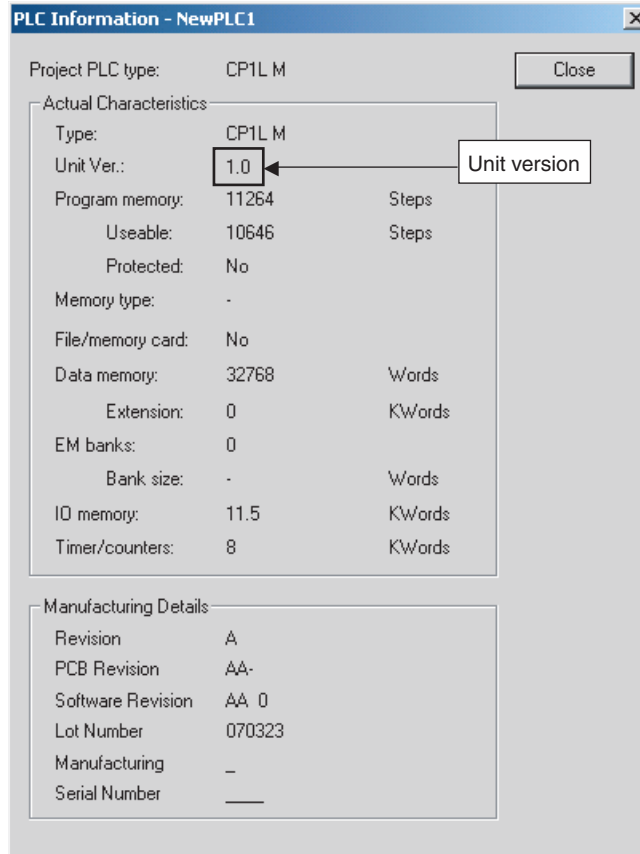 PLC Information - NewPLC1
Project PLC type: CP1L M Close
Actual Characteristics
Type: CP1L M
Unit Ver.: 1.0 Unit version
Program memory: 11264 Steps
Useable: 10646 Steps
Protected: No
Memory type: -
File/memory card: No
Data memory: 32768 Words
Extension: 0 KWords
EM banks: 0
Bank size: - Words
IO memory: 11.5 KWords
Timer/counters: 8 KWords
Manufacturing Details
Revision A
PCB Revision AA-
Software Revision AA 0
Lot Number 070323
Manufacturing _
Serial Number ____